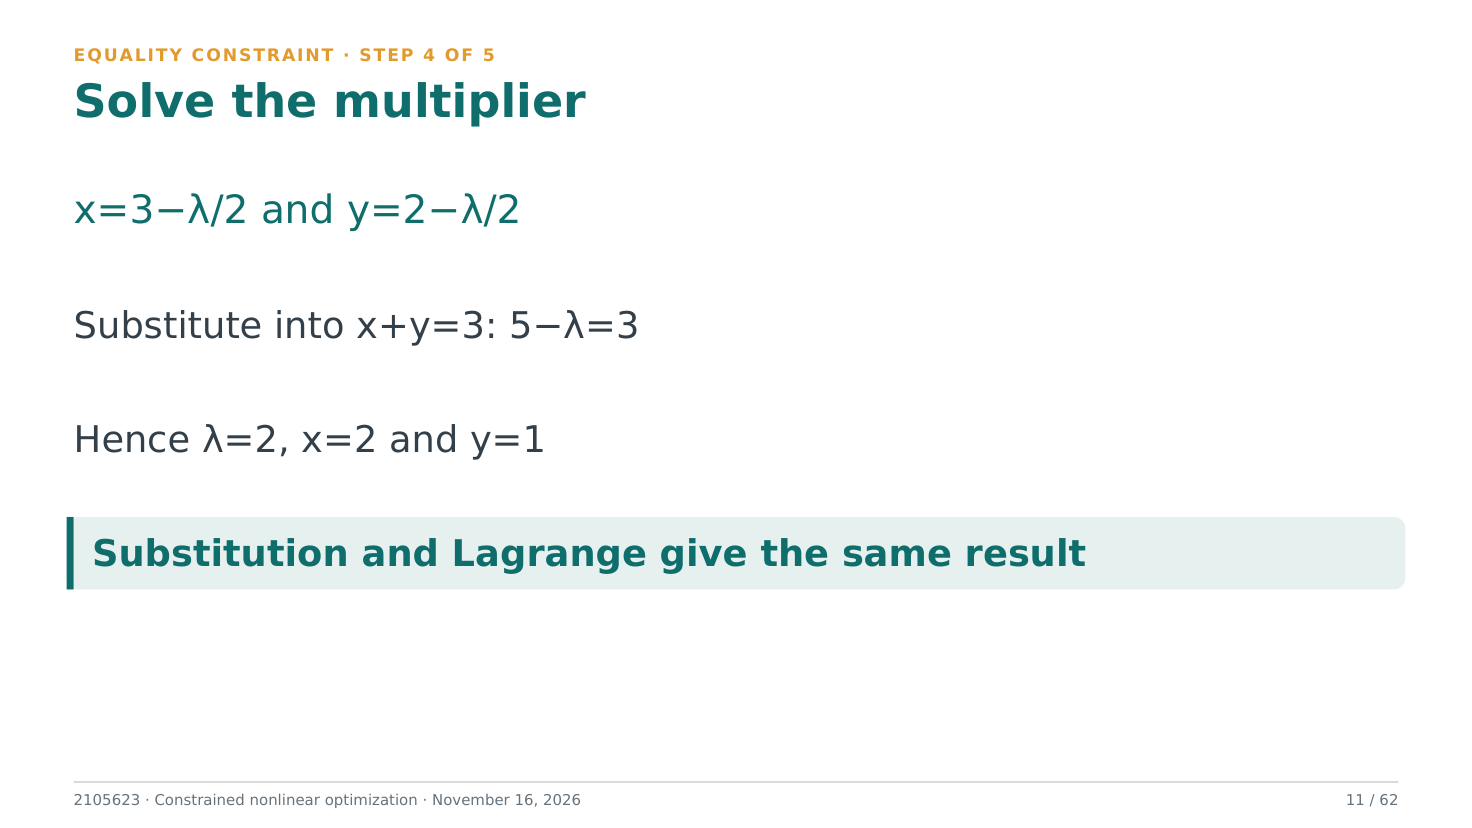 EQUALITY CONSTRAINT · STEP 4 OF 5
Solve the multiplier
x=3−λ/2 and y=2−λ/2
Substitute into x+y=3: 5−λ=3
Hence λ=2, x=2 and y=1
Substitution and Lagrange give the same result
2105623 · Constrained nonlinear optimization · November 16, 2026
11 / 62